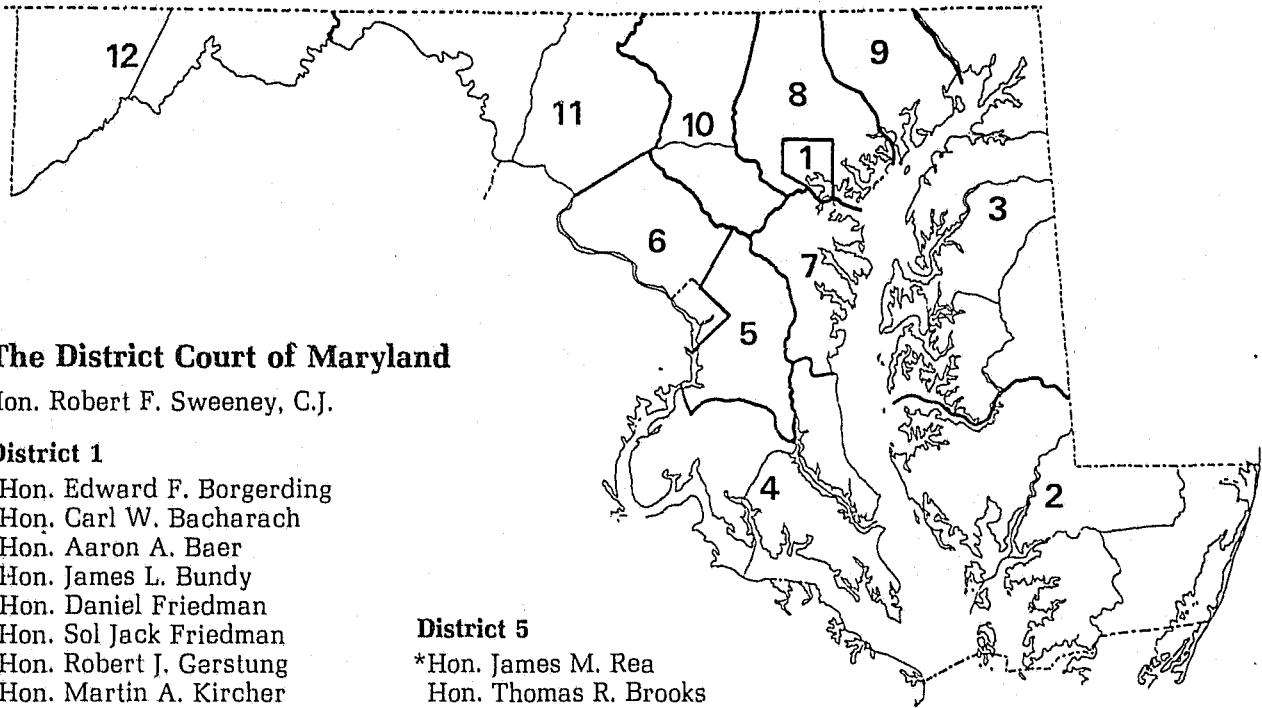 12
11
10
8
9
1
3
6
7
5
4
2
The District Court of Maryland
Hon. Robert F. Sweeney, C.J.
District 1
Hon. Edward F. Borgerding
Hon. Carl W. Bacharach
Hon. Aaron A. Baer
Hon. James L. Bundy
Hon. Daniel Friedman
Hon. Sol Jack Friedman
Hon. Robert J. Gerstung
Hon. Martin A. Kircher
District 5
*Hon. James M. Rea
Hon. Thomas R. Brooks